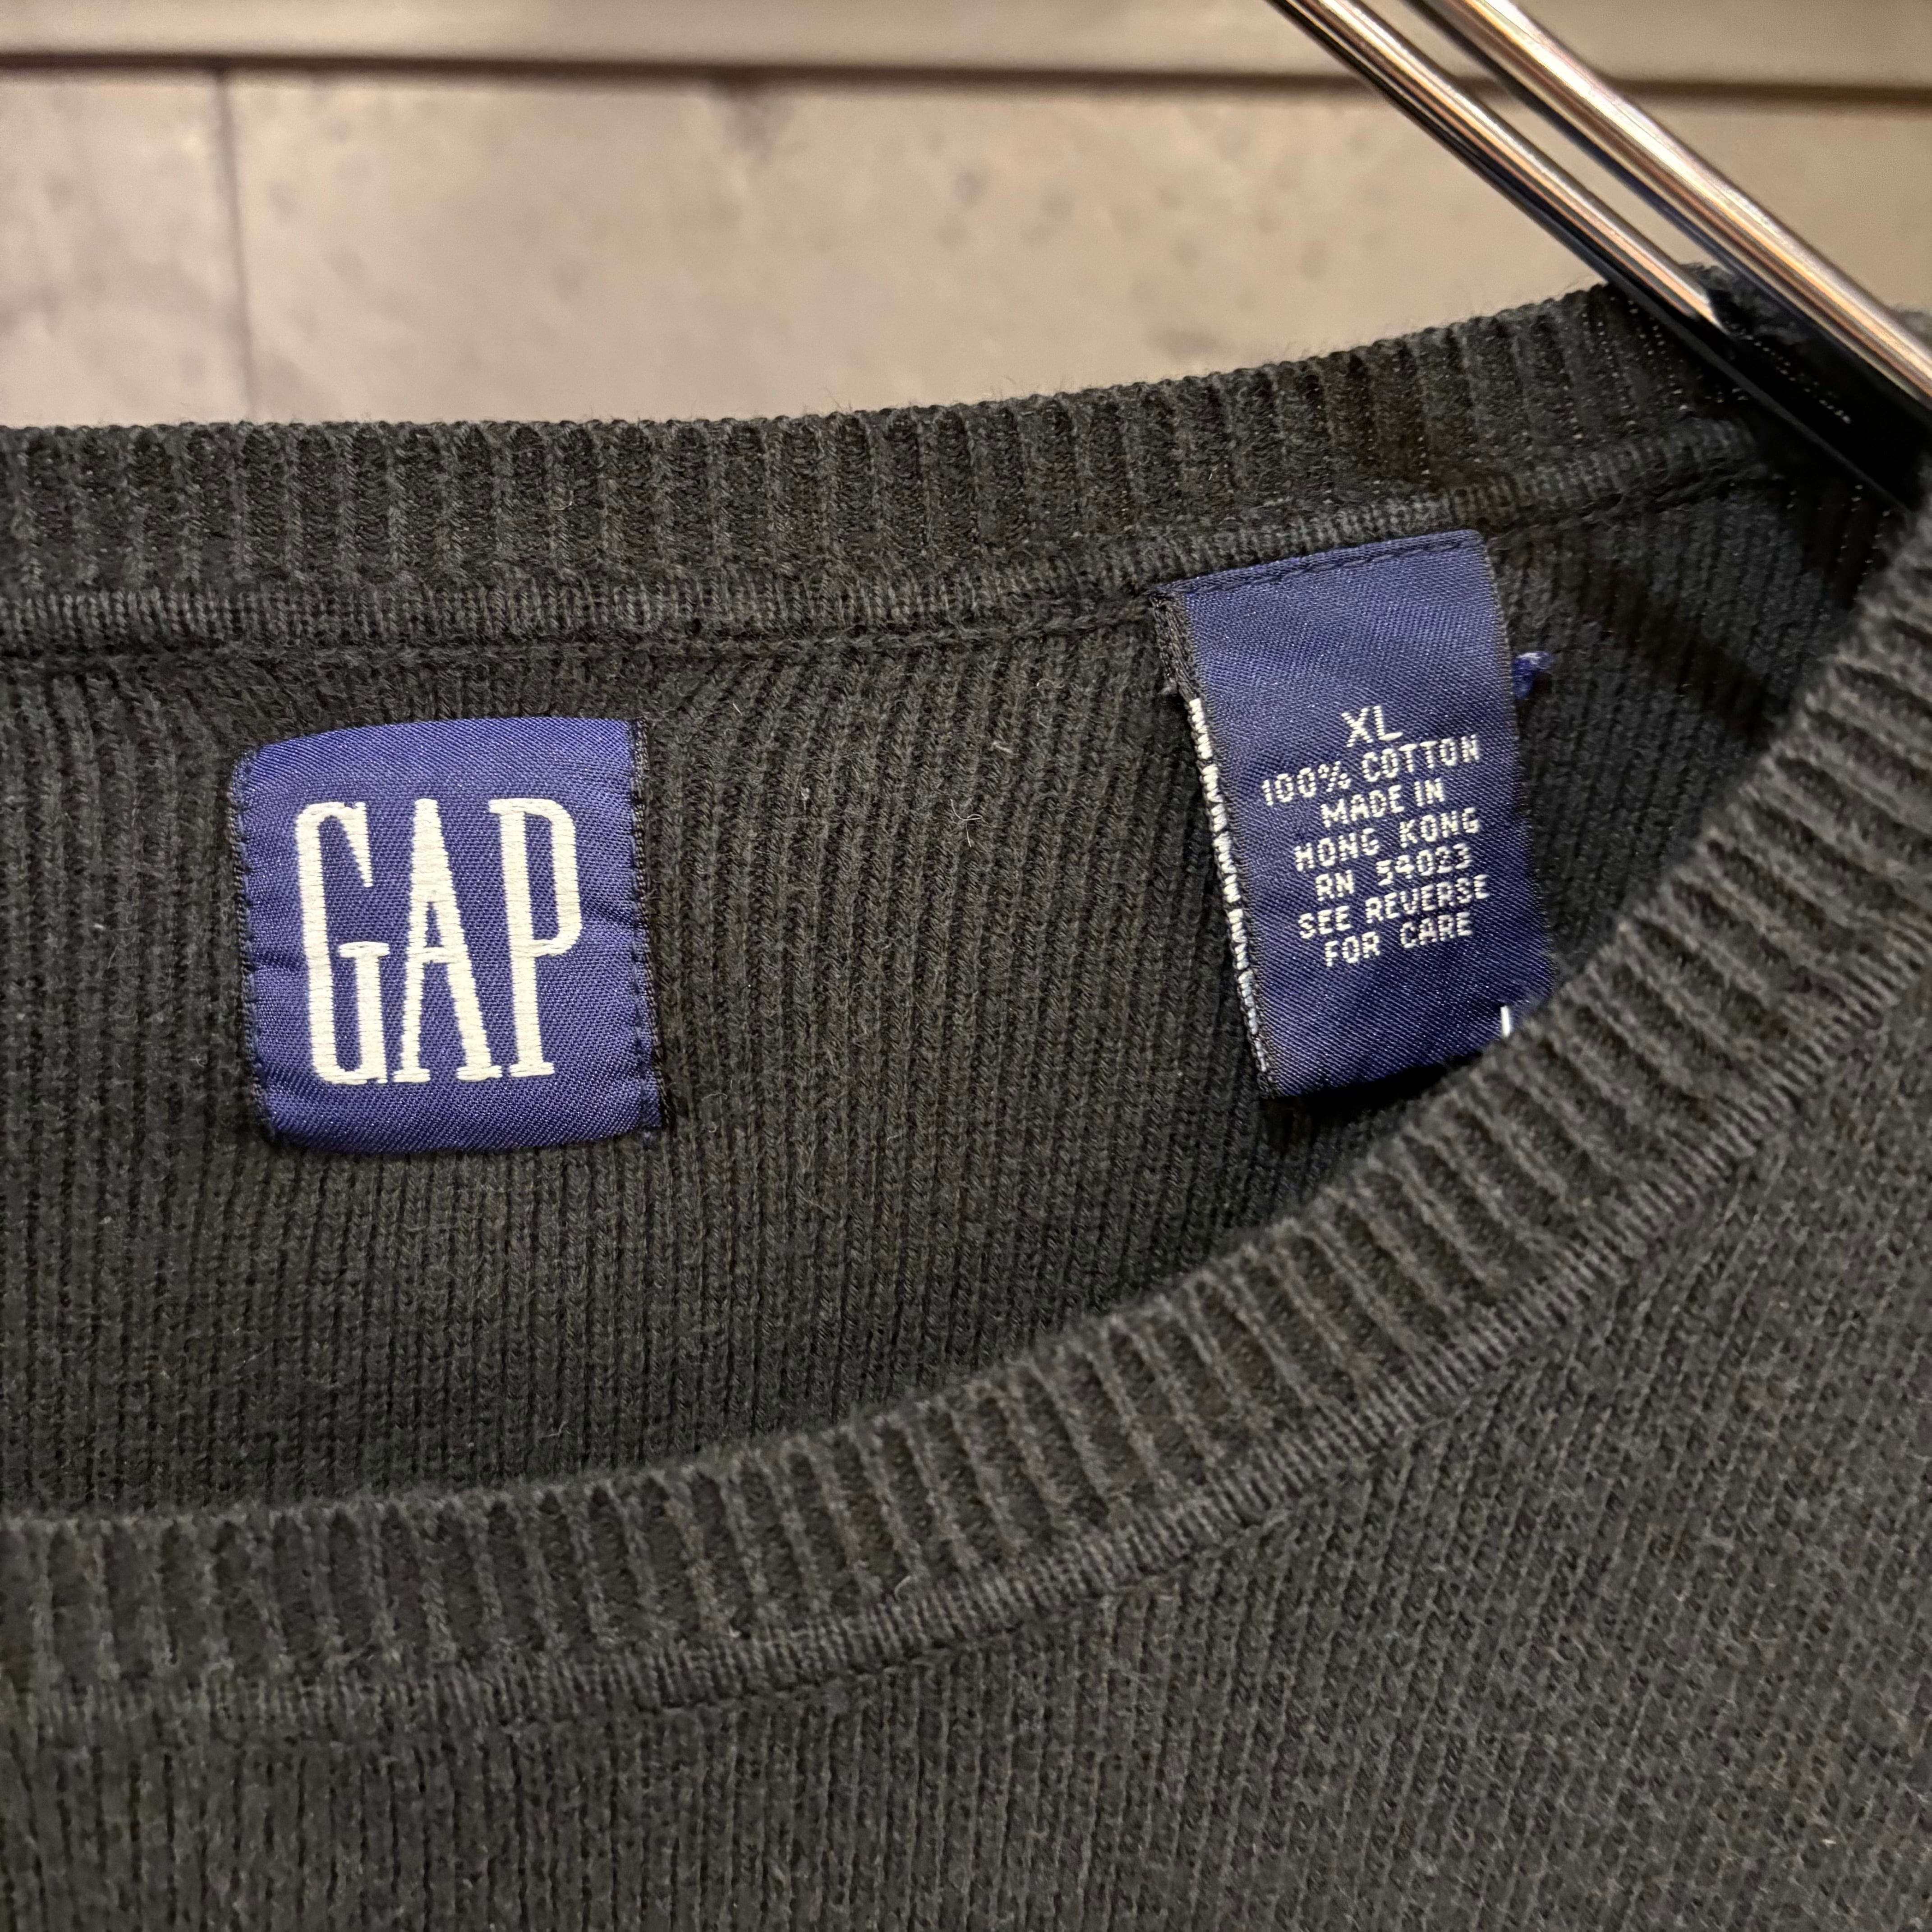 GAP
XL
100% COTTON
MADE IN
HONG KONG
RN 54023
SEE REVERSE
FOR CARE